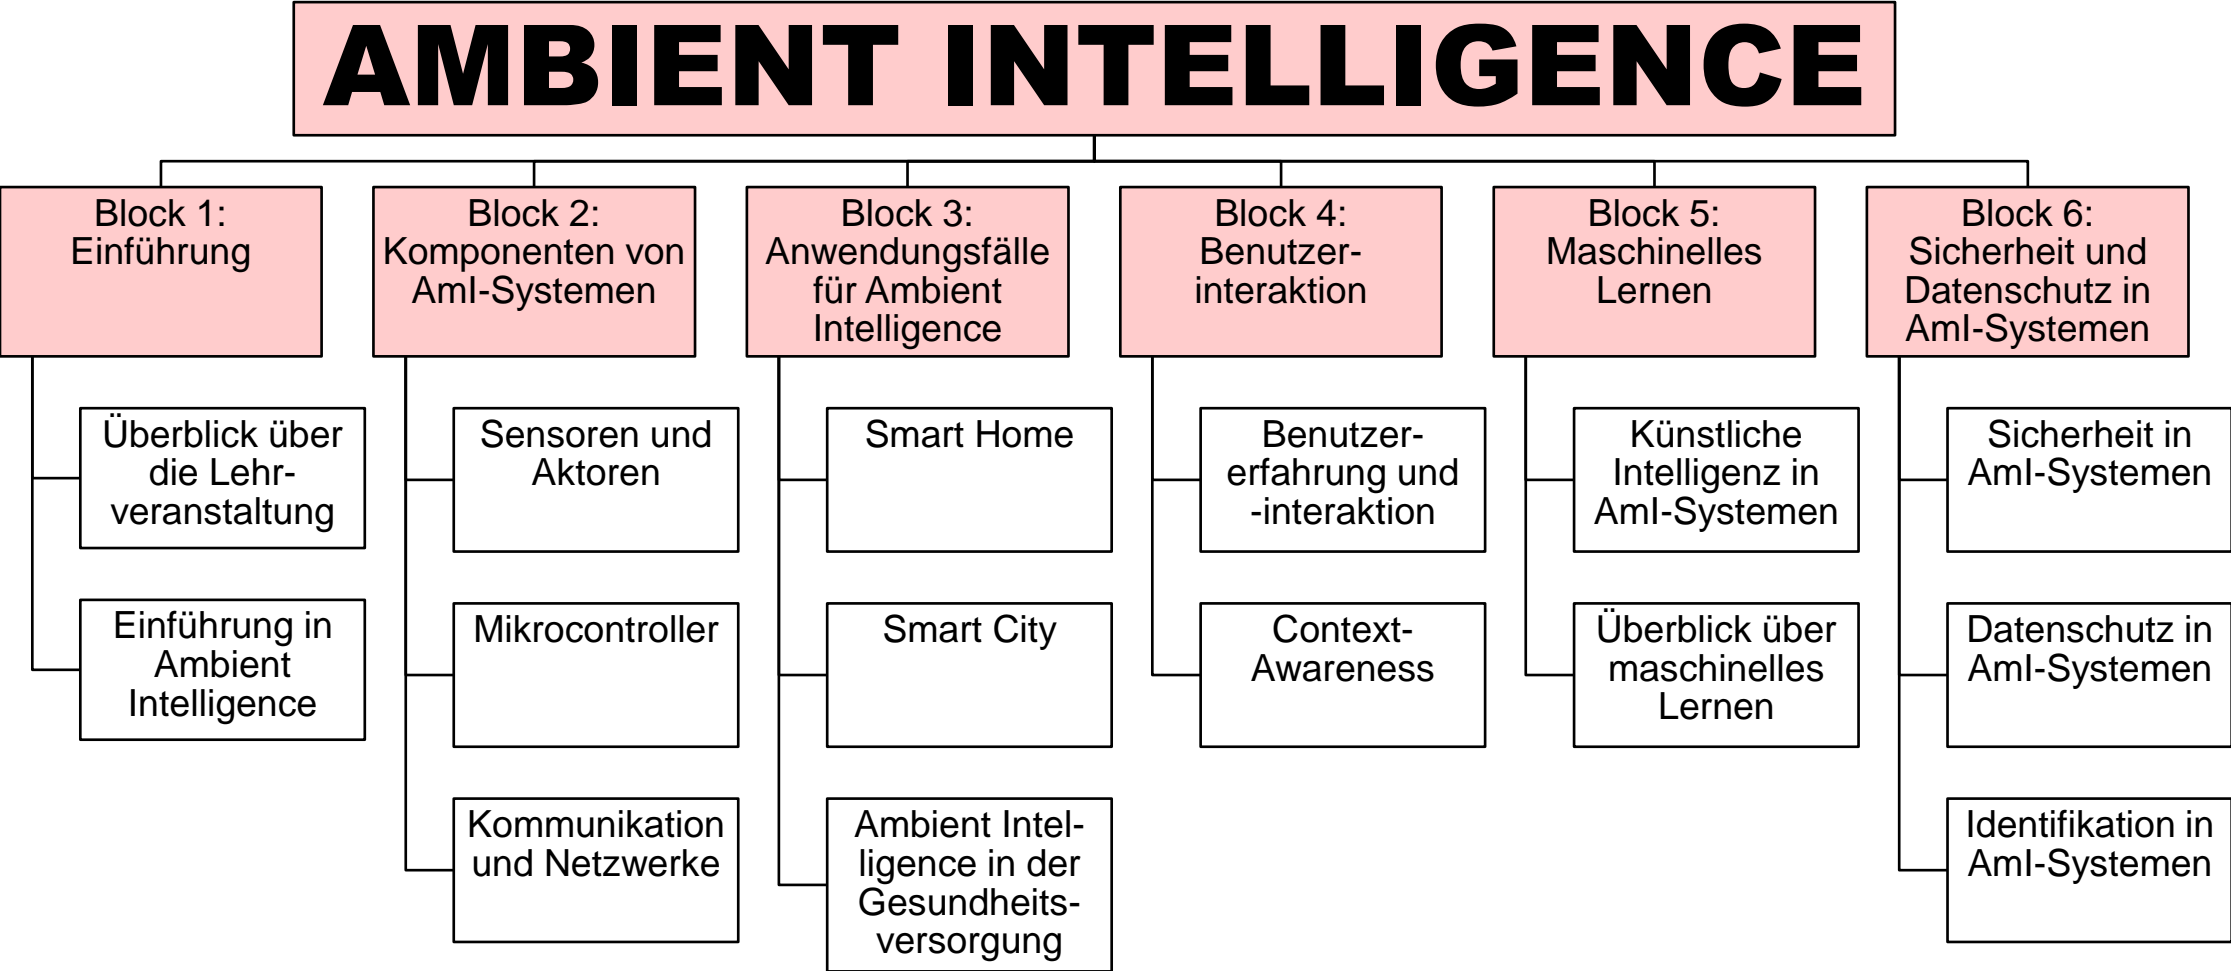 AMBIENT INTELLIGENCE
Block 1:
Einführung
Überblick über
die Lehr-
veranstaltung
Einführung in
Ambient
Intelligence
Block 2:
Komponenten von
AmI-Systemen
Sensoren und
Aktoren
Mikrocontroller
Kommunikation
und Netzwerke
Block 3:
Anwendungsfälle
für Ambient
Intelligence
Smart Home
Smart City
Ambient Intel-
ligence in der
Gesundheits-
versorgung
Block 4:
Benutzer-
interaktion
Benutzer-
erfahrung und
-interaktion
Context-
Awareness
Block 5:
Maschinelles
Lernen
Künstliche
Intelligenz in
AmI-Systemen
Überblick über
maschinelles
Lernen
Block 6:
Sicherheit und
Datenschutz in
AmI-Systemen
Sicherheit in
AmI-Systemen
Datenschutz in
AmI-Systemen
Identifikation in
AmI-Systemen